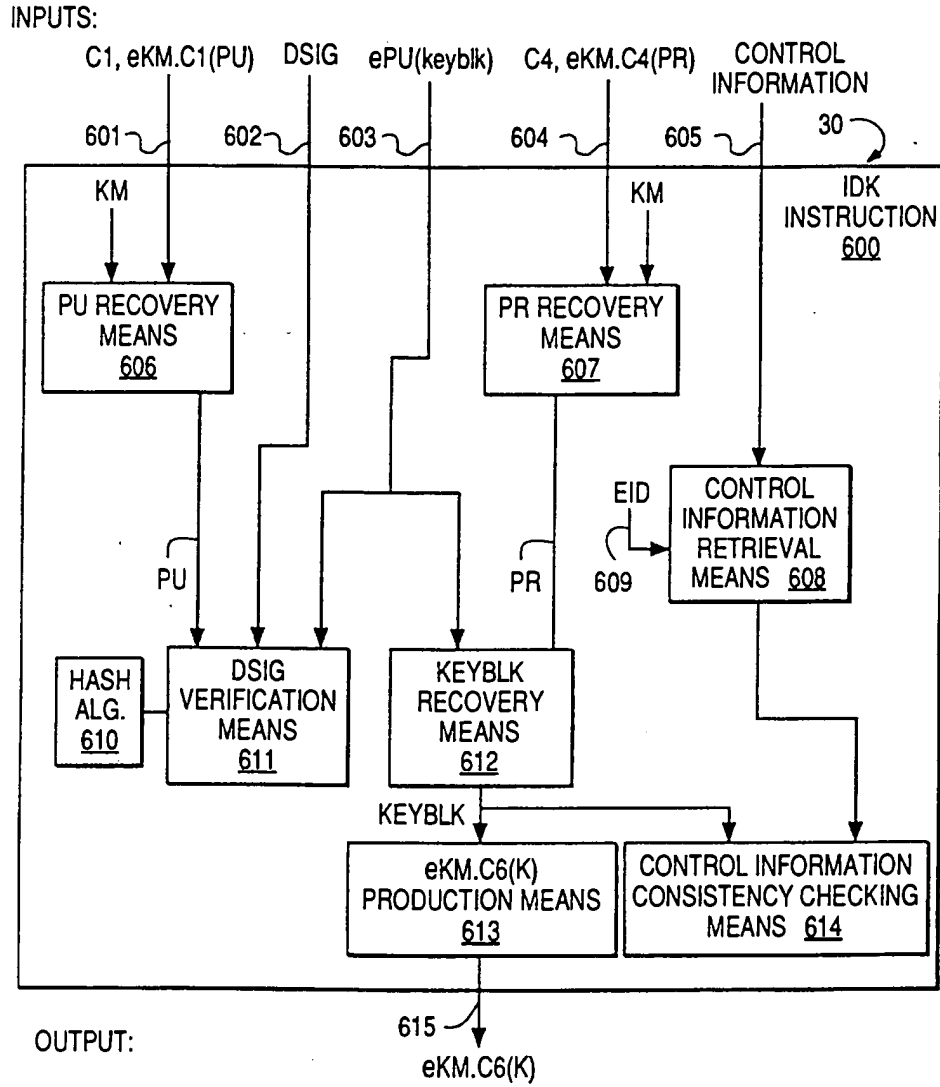 INPUTS:
C1, eKM.C1(PU)
DSIG
ePU(keyblk)
C4, eKM.C4(PR)
CONTROL
INFORMATION
601
602
603
604
605
30
IDK
INSTRUCTION
600
KM
KM
PU RECOVERY
MEANS
606
PR RECOVERY
MEANS
607
EID
609
CONTROL
INFORMATION
RETRIEVAL
MEANS 608
PU
PR
HASH
ALG.
610
DSIG
VERIFICATION
MEANS
611
KEYBLK
RECOVERY
MEANS
612
KEYBLK
eKM.C6(K)
PRODUCTION MEANS
613
CONTROL INFORMATION
CONSISTENCY CHECKING
MEANS 614
615
OUTPUT:
eKM.C6(K)